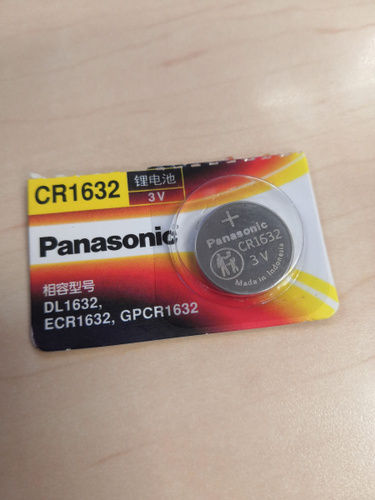 CR1632
锂电池
3V
Panasonic
相容型号
DL1632,
ECR1632, GPCR1632
+
Panasonic
CR1632
3V
Made in Indonesia